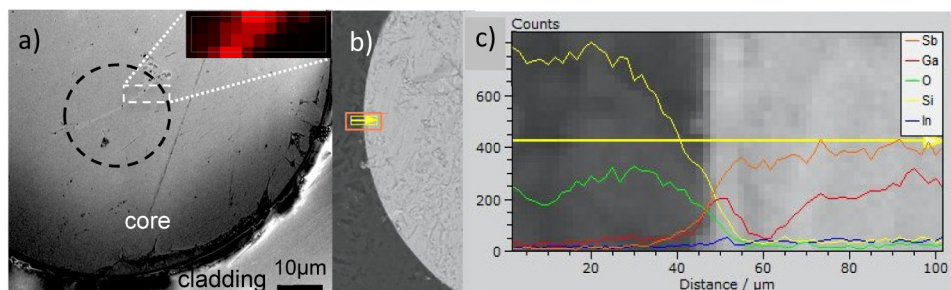 a)
core
cladding
10µm
b)
c)
Counts
800
600
400
200
0
Sb
Ga
O
Si
In
20
40
60
80
100
Distance / µm